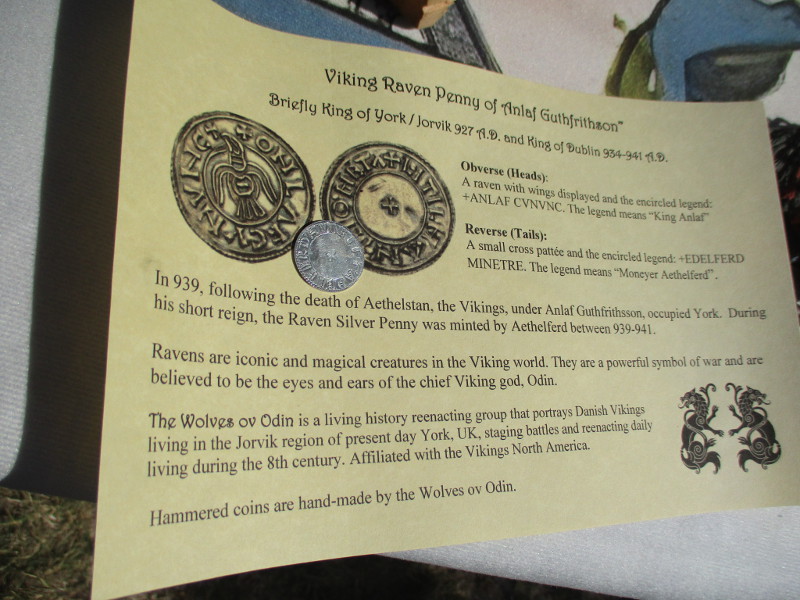 Viking Raven Penny of Anlaf Guthfrithson"
Briefly King of York / Jorvik 927 A.D. and King of Dublin 934-941 A.D.
Obverse (Heads):
A raven with wings displayed and the encircled legend:
+ANLAF CVNVNC. The legend means "King Anlaf"
Reverse (Tails):
A small cross pattée and the encircled legend: +EDELFERD
MINETRE. The legend means "Moneyer Aethelferd".
In 939, following the death of Aethelstan, the Vikings, under Anlaf Guthfrithsson, occupied York. During
his short reign, the Raven Silver Penny was minted by Aethelferd between 939-941.
Ravens are iconic and magical creatures in the Viking world. They are a powerful symbol of war and are
believed to be the eyes and ears of the chief Viking god, Odin.
The Wolves ov Odin is a living history reenacting group that portrays Danish Vikings
living in the Jorvik region of present day York, UK, staging battles and reenacting daily
living during the 8th century. Affiliated with the Vikings North America.
Hammered coins are hand-made by the Wolves ov Odin.